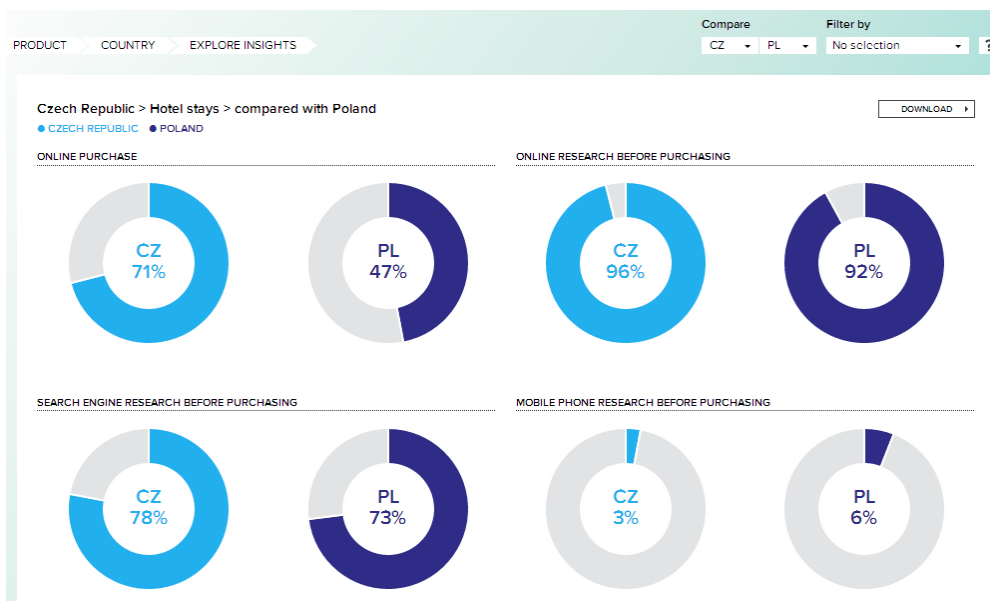 Compare Filter by
PRODUCT COUNTRY EXPLORE INSIGHTS CZ PL No selection ?
Czech Republic > Hotel stays > compared with Poland
DOWNLOAD
CZECH REPUBLIC POLAND
ONLINE PURCHASE
CZ
71%
PL
47%
ONLINE RESEARCH BEFORE PURCHASING
CZ
96%
PL
92%
SEARCH ENGINE RESEARCH BEFORE PURCHASING
CZ
78%
PL
73%
MOBILE PHONE RESEARCH BEFORE PURCHASING
CZ
3%
PL
6%